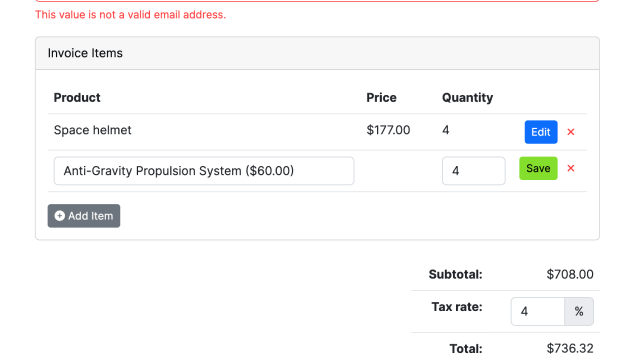 This value is not a valid email address.
Invoice Items
Product Price Quantity
Space helmet $177.00 4 Edit ×
Anti-Gravity Propulsion System ($60.00) 4 Save ×
Add Item
Subtotal: $708.00
Tax rate: 4 %
Total: $736.32